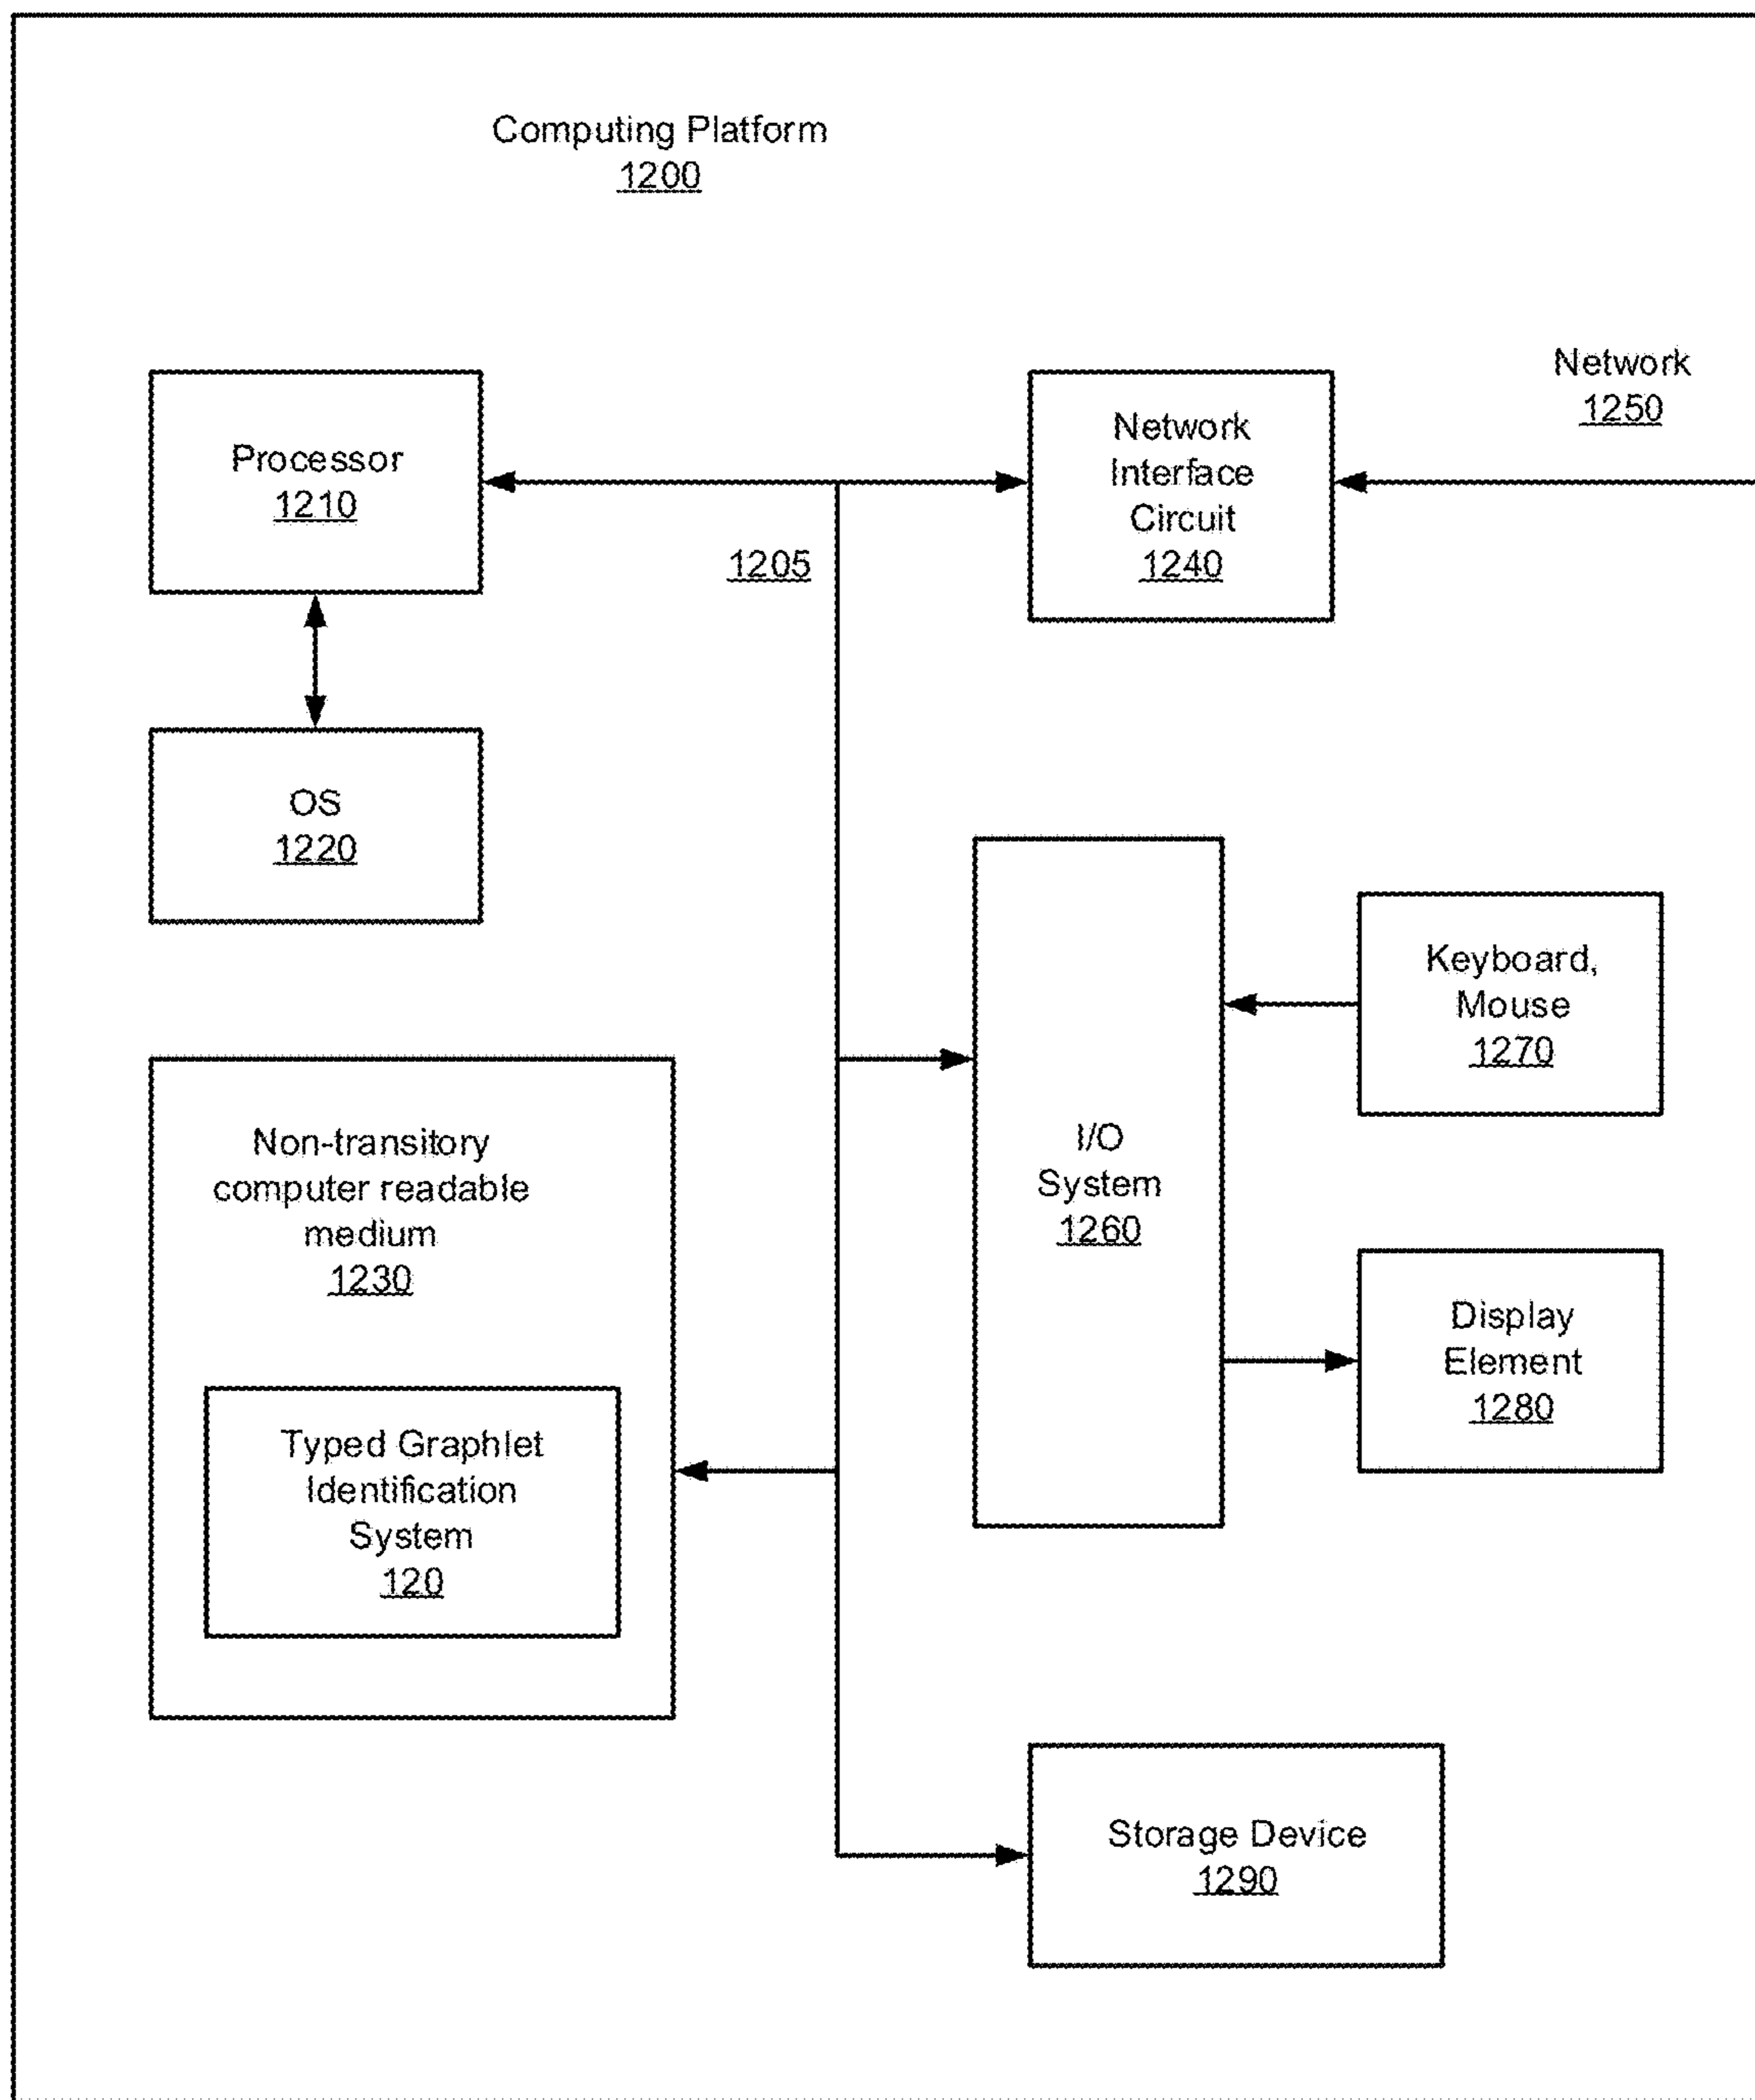 Computing Platform
1200
Network
1250
Processor
1210
Network
Interface
Circuit
1240
1205
OS
1220
Keyboard,
Mouse
1270
Non-transitory
computer readable
medium
1230
I/O
System
1260
Display
Element
1280
Typed Graphlet
Identification
System
120
Storage Device
1290